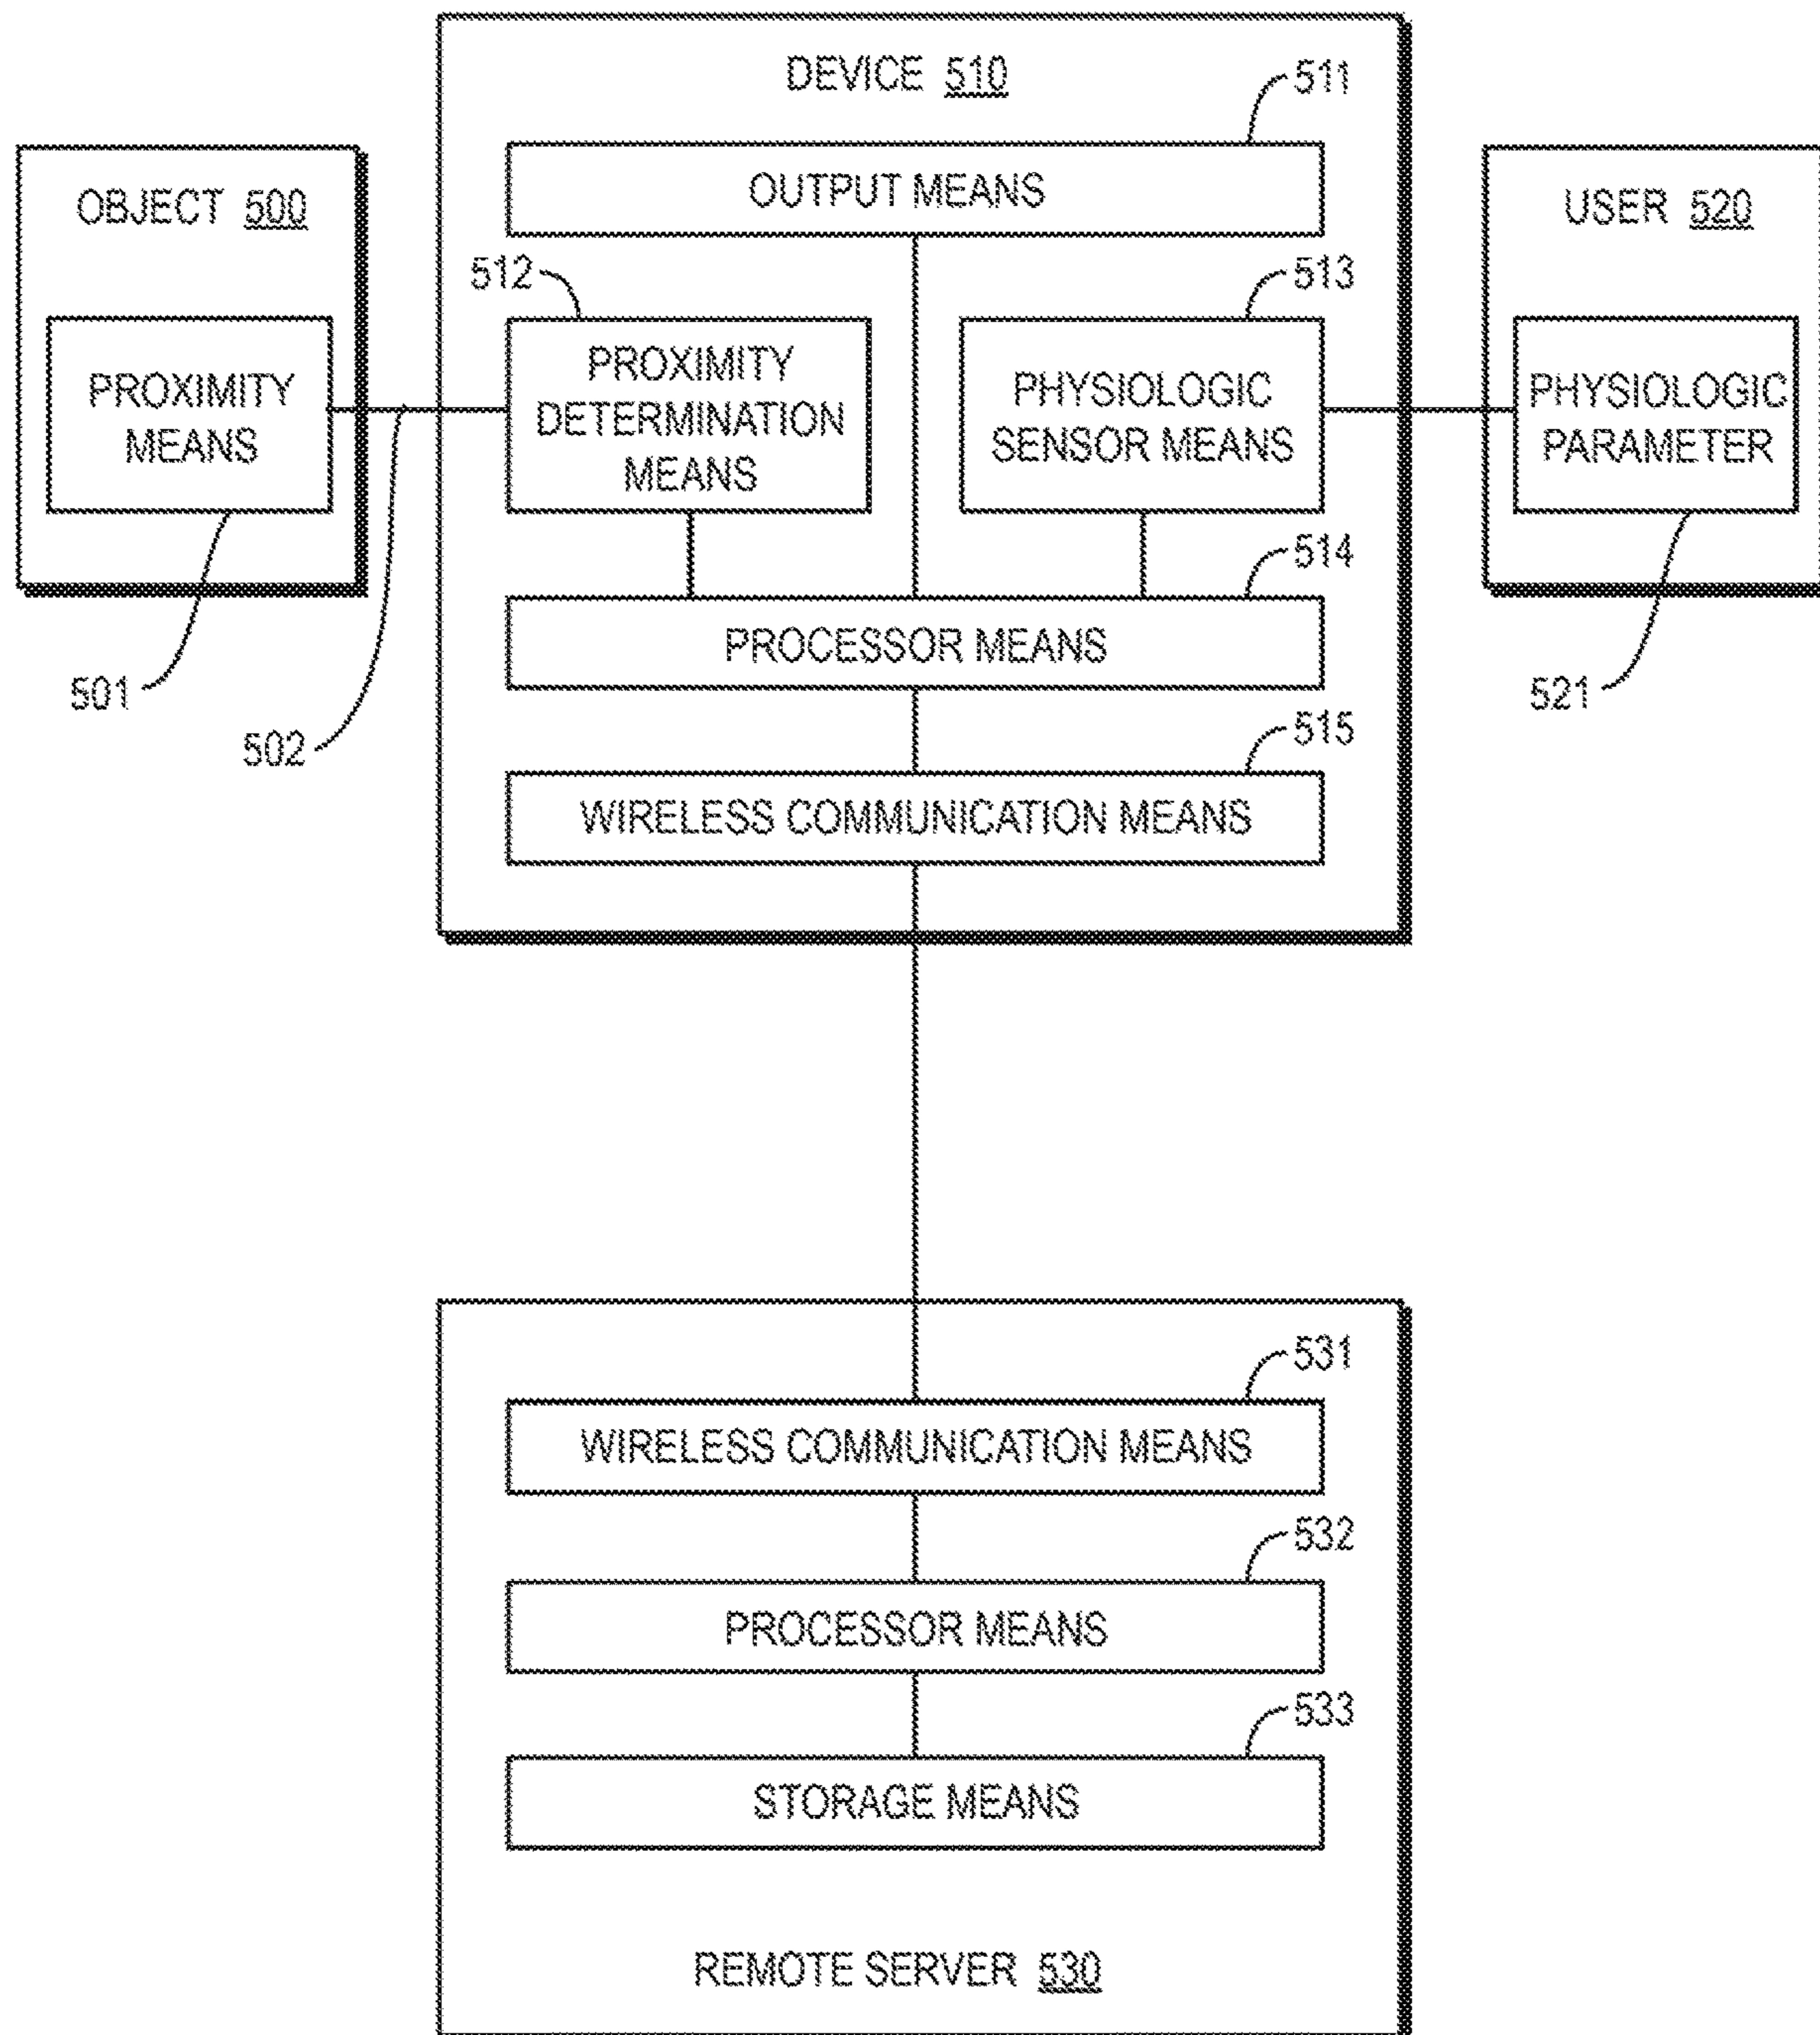 DEVICE 510
511
OUTPUT MEANS
OBJECT 500
USER 520
512
513
PROXIMITY
MEANS
PROXIMITY
DETERMINATION
MEANS
PHYSIOLOGIC
SENSOR MEANS
PHYSIOLOGIC
PARAMETER
514
PROCESSOR MEANS
501
502
521
515
WIRELESS COMMUNICATION MEANS
531
WIRELESS COMMUNICATION MEANS
532
PROCESSOR MEANS
533
STORAGE MEANS
REMOTE SERVER 530